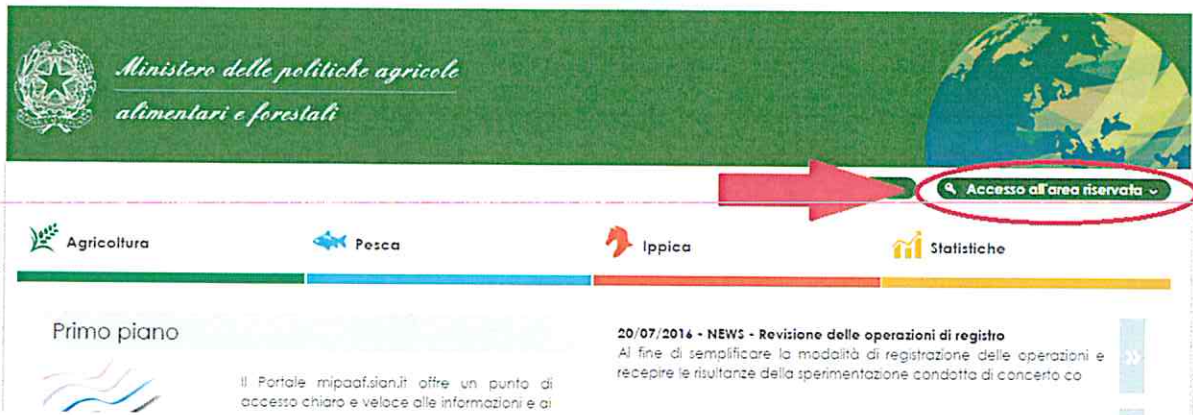 Ministero delle politiche agricole
alimentari e forestali
Accesso all'area riservata
Agricoltura
Pesca
Ippica
Statistiche
Primo piano
Il Portale mipaaf.sian.it offre un punto di
accesso chiaro e veloce alle informazioni e ai
20/07/2016 - NEWS - Revisione delle operazioni di registro
Al fine di semplificare la modalità di registrazione delle operazioni e
recepire le risultanze della sperimentazione condotta di concerto co